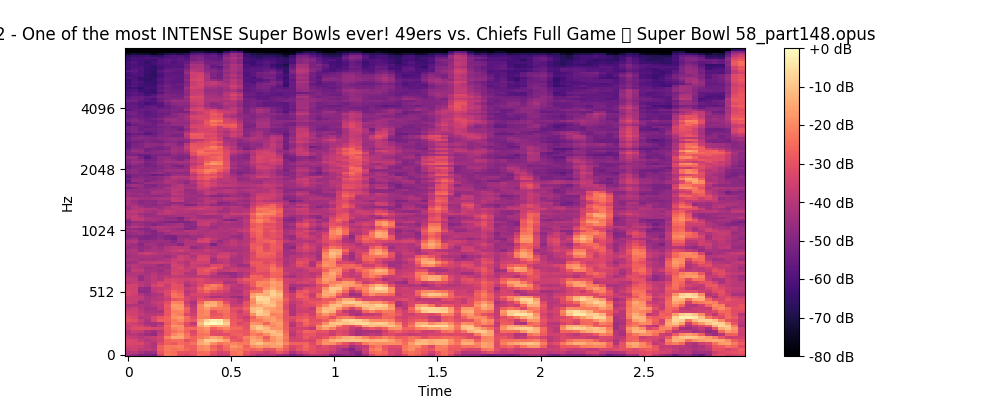 2 - One of the most INTENSE Super Bowls ever! 49ers vs. Chiefs Full Game ▯ Super Bowl 58_part148.opus
Hz
4096
2048
1024
512
0
0
0.5
1
1.5
2
2.5
Time
+0 dB
-10 dB
-20 dB
-30 dB
-40 dB
-50 dB
-60 dB
-70 dB
-80 dB